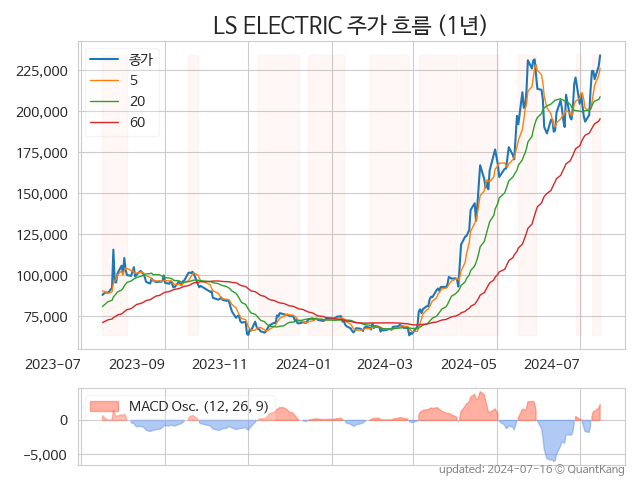 LS ELECTRIC 주가 흐름 (1년)
종가
5
20
60
225,000
200,000
175,000
150,000
125,000
100,000
75,000
2023-07 2023-09 2023-11 2024-01 2024-03 2024-05 2024-07
MACD Osc. (12, 26, 9)
0
−5,000
updated: 2024-07-16 © QuantKang